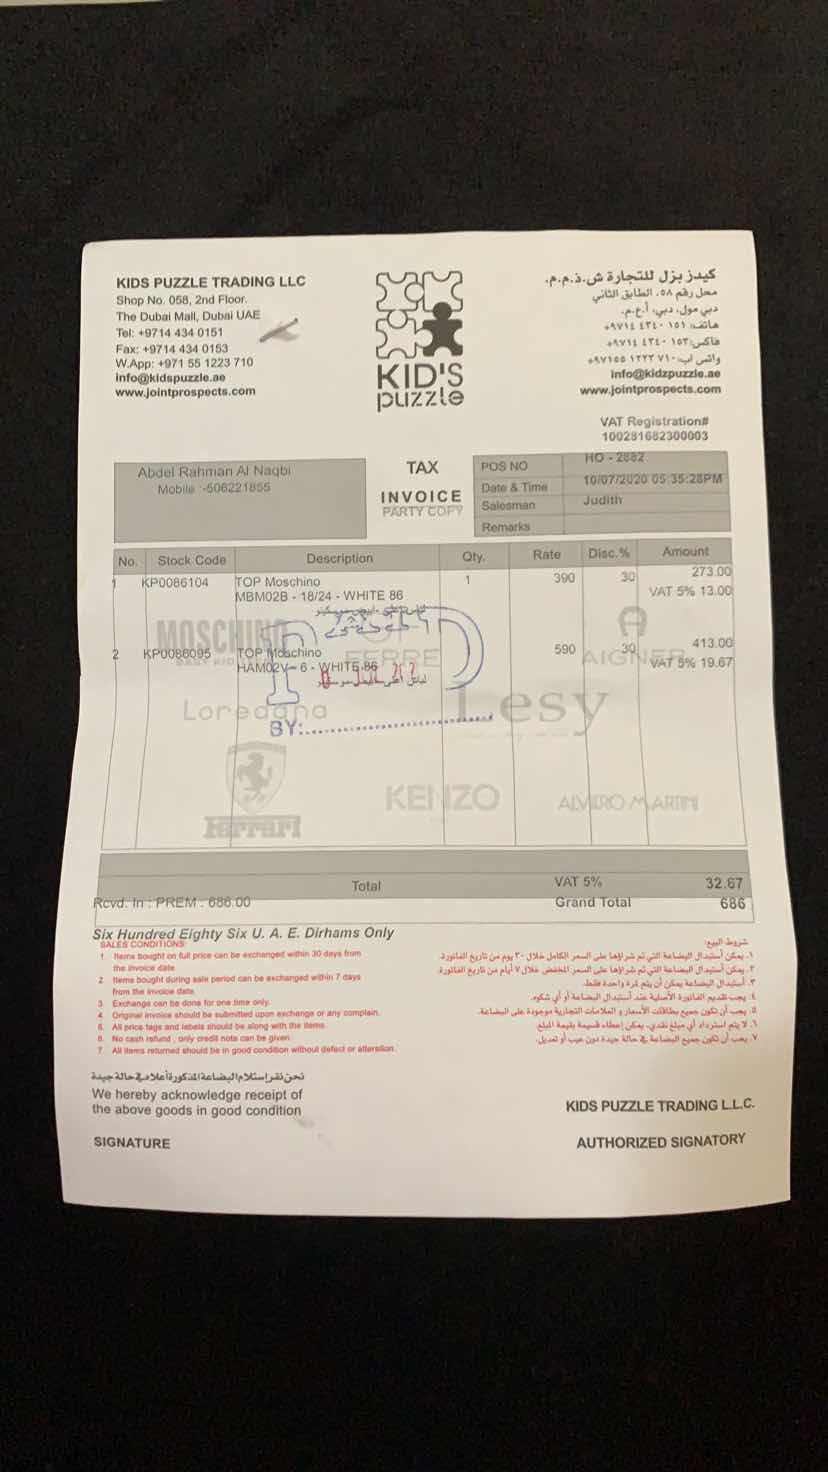 KIDS PUZZLE TRADING LLC
Shop No. 058, 2nd Floor.
The Dubai Mall, Dubai UAE
Tel: +9714 434 0151
Fax: +9714 434 0153
W.App: +971 55 1223 710
info@kidspuzzle.ae
www.jointprospects.com
KID'S
puzzle
كيدز بزل للتجارة ش.ذ.م.م.
محل رقم ٠٥٨، الطابق الثاني
دبي مول، دبي، أ.ع.م.
هاتف: ٠١٥١ ٤٣٤ ٩٧١٤+
فاكس: ٠١٥٣ ٤٣٤ ٩٧١٤+
واتس اب: ٧١٠ ١٢٢٣ ٩٧١٥٥+
info@kidzpuzzle.ae
www.jointprospects.com
VAT Registration#
100281682300003
Abdel Rahman Al Naqbi
Mobile :-506221855
TAX
INVOICE
PARTY COPY
POS NO HO - 2882
Date & Time 10/07/2020 05:35:28PM
Salesman Judith
Remarks
No. Stock Code Description Qty. Rate Disc.% Amount
1 KP0086104 TOP Moschino 1 390 30 273.00
MBM02B - 18/24 - WHITE 86 VAT 5% 13.00
2 KP0086095 TOP Moschino 590 30 413.00
HAM02V - 6 - WHITE 86 VAT 5% 19.67
MOSCHINO
FERRE
AIGNER
Loredana
Lesy
BY:
Ferrari
KENZO
ALVIERO MARTINI
Total VAT 5% 32.67
Rcvd. In : PREM : 686.00 Grand Total 686
Six Hundred Eighty Six U. A. E. Dirhams Only
SALES CONDITIONS:
1. Items bought on full price can be exchanged within 30 days from
the invoice date
2. Items bought during sale period can be exchanged within 7 days
from the invoice date.
3. Exchange can be done for one time only.
4. Original invoice should be submitted upon exchange or any complain.
5. All price tags and labels should be along with the items.
6. No cash refund , only credit note can be given
7. All items returned should be in good condition without defect or alteration.
شروط البيع:
١. يمكن أستبدال البضاعة التي تم شراؤها على السعر الكامل خلال ٣٠ يوم من تاريخ الفاتورة.
٢. يمكن أستبدال البضاعة التي تم شراؤها على السعر المخفض خلال ٧ أيام من تاريخ الفاتورة.
٣. أستبدال البضاعة يمكن أن يتم لمرة واحدة فقط.
٤. يجب تقديم الفاتورة الأصلية عند أستبدال البضاعة أو أي شكوى.
٥. يجب أن تكون جميع بطاقات الأسعار و العلامات التجارية موجودة على البضاعة.
٦. لا يتم استرداد أي مبلغ نقدي، يمكن إعطاء قسيمة بقيمة المبلغ.
٧. يجب أن تكون جميع البضاعة في حالة جيدة دون عيب أو تعديل.
نحن نقر إستلام البضاعة المذكورة أعلاه في حالة جيدة
We hereby acknowledge receipt of
the above goods in good condition
SIGNATURE
KIDS PUZZLE TRADING L.L.C.
AUTHORIZED SIGNATORY